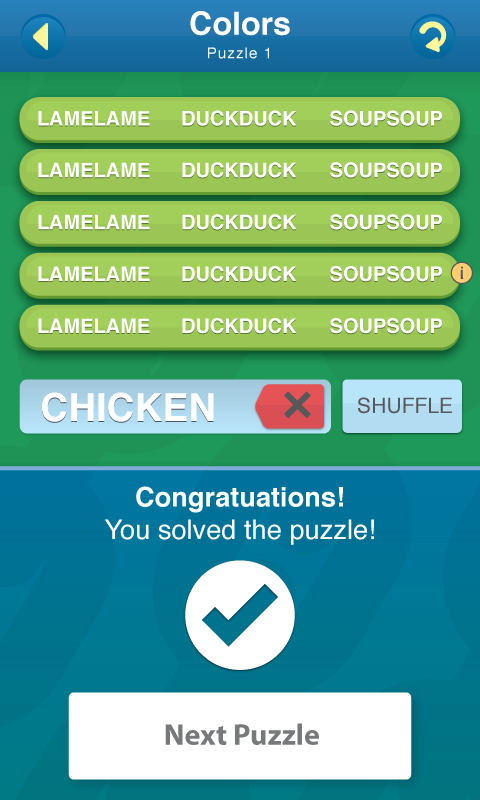 Colors
Puzzle 1
LAMELAME DUCKDUCK SOUPSOUP
LAMELAME DUCKDUCK SOUPSOUP
LAMELAME DUCKDUCK SOUPSOUP
LAMELAME DUCKDUCK SOUPSOUP i
LAMELAME DUCKDUCK SOUPSOUP
CHICKEN SHUFFLE
Congratuations!
You solved the puzzle!
Next Puzzle